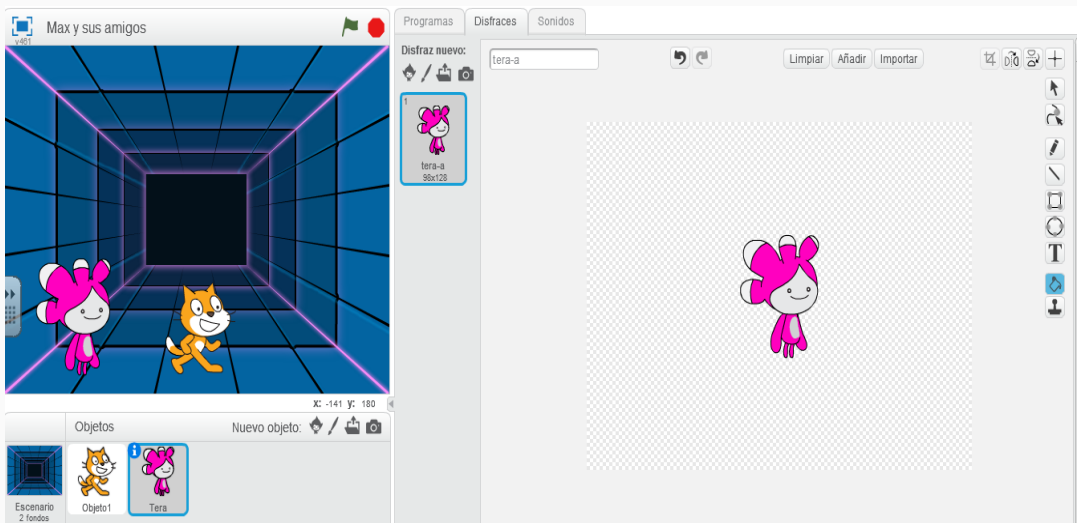 Max y sus amigos
v461
Programas
Disfraces
Sonidos
Disfraz nuevo:
tera-a
Limpiar
Añadir
Importar
1
tera-a
98x128
T
X: -141 y: 180
Objetos
Nuevo objeto:
i
Escenario
2 fondos
Objeto1
Tera